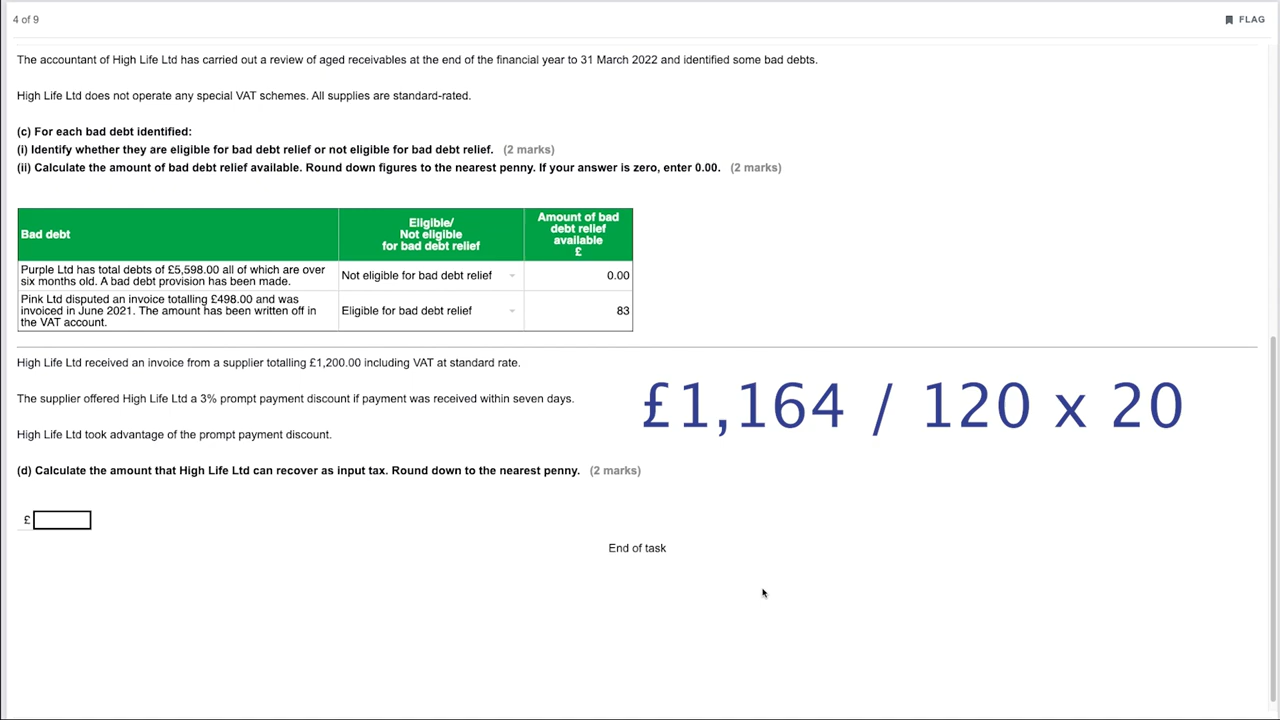 4 of 9
FLAG
The accountant of High Life Ltd has carried out a review of aged receivables at the end of the financial year to 31 March 2022 and identified some bad debts.
High Life Ltd does not operate any special VAT schemes. All supplies are standard-rated.
(c) For each bad debt identified:
(i) Identify whether they are eligible for bad debt relief or not eligible for bad debt relief. (2 marks)
(ii) Calculate the amount of bad debt relief available. Round down figures to the nearest penny. If your answer is zero, enter 0.00. (2 marks)
Bad debt
Eligible/
Not eligible
for bad debt relief
Amount of bad
debt relief
available
£
Purple Ltd has total debts of £5,598.00 all of which are over
six months old. A bad debt provision has been made.
Not eligible for bad debt relief
0.00
Pink Ltd disputed an invoice totalling £498.00 and was
invoiced in June 2021. The amount has been written off in
the VAT account.
Eligible for bad debt relief
83
High Life Ltd received an invoice from a supplier totalling £1,200.00 including VAT at standard rate.
The supplier offered High Life Ltd a 3% prompt payment discount if payment was received within seven days.
£1,164 / 120 x 20
High Life Ltd took advantage of the prompt payment discount.
(d) Calculate the amount that High Life Ltd can recover as input tax. Round down to the nearest penny. (2 marks)
£
End of task